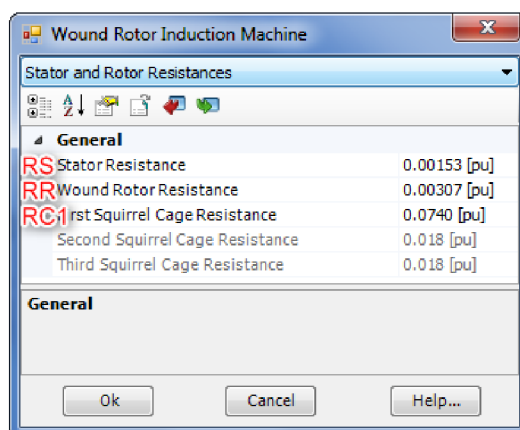 Wound Rotor Induction Machine
X
Stator and Rotor Resistances
General
RS Stator Resistance 0.00153 [pu]
RR Wound Rotor Resistance 0.00307 [pu]
RC1 First Squirrel Cage Resistance 0.0740 [pu]
Second Squirrel Cage Resistance 0.018 [pu]
Third Squirrel Cage Resistance 0.018 [pu]
General
Ok Cancel Help...